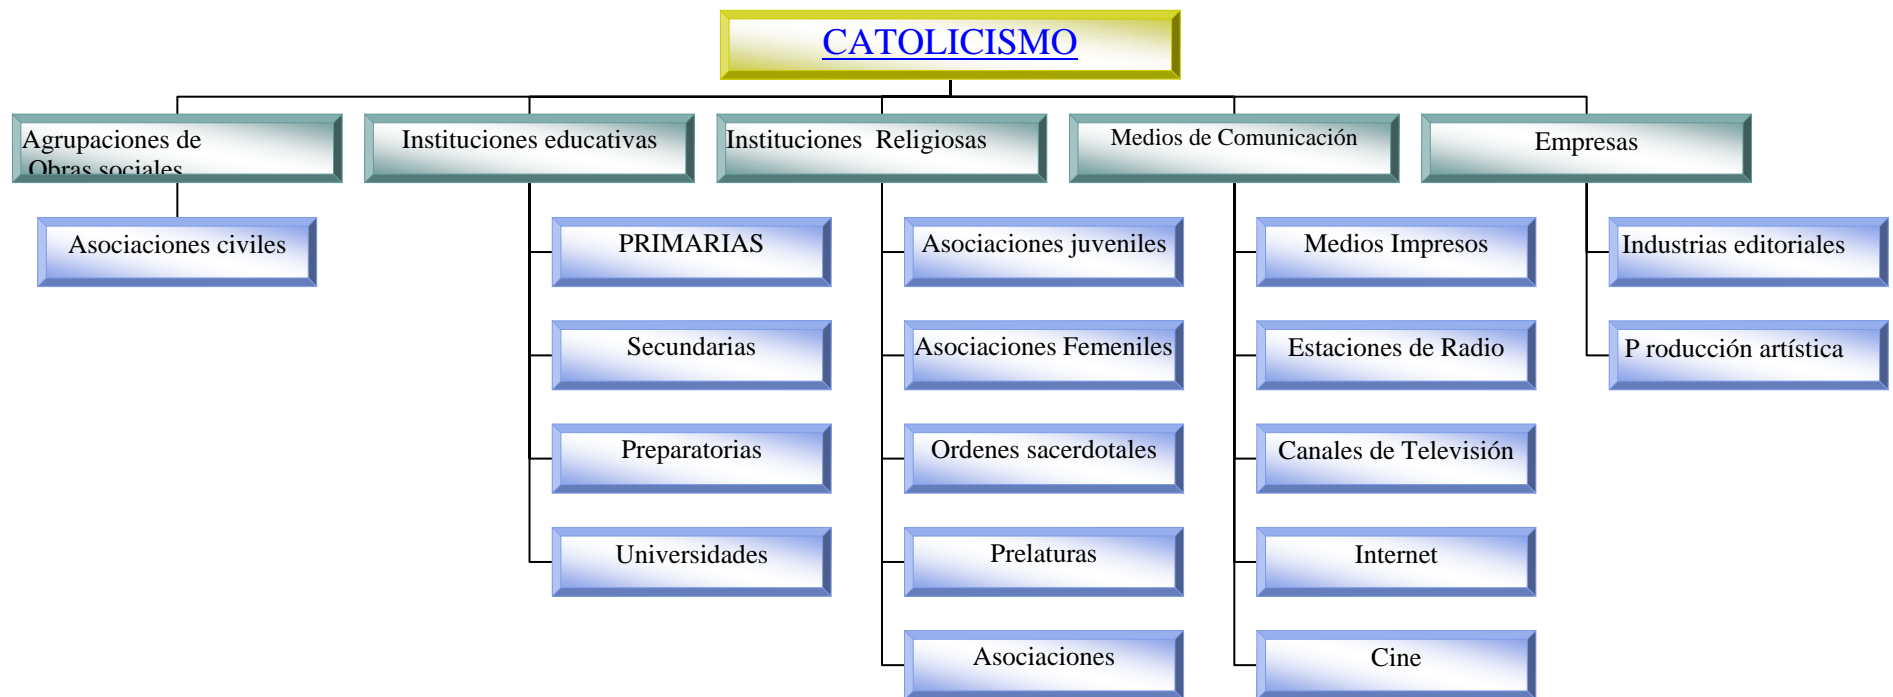 CATOLICISMO
Agrupaciones de
Obras sociales
Instituciones educativas
Instituciones Religiosas
Medios de Comunicación
Empresas
Asociaciones civiles
PRIMARIAS
Secundarias
Preparatorias
Universidades
Asociaciones juveniles
Asociaciones Femeniles
Ordenes sacerdotales
Prelaturas
Asociaciones
Medios Impresos
Estaciones de Radio
Canales de Televisión
Internet
Cine
Industrias editoriales
P roducción artística